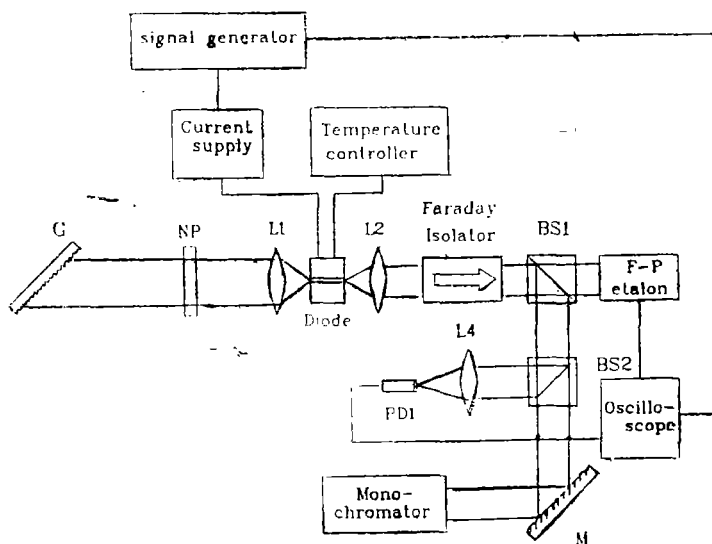 signal generator
Current
supply
Temperature
controller
G
NP
L1
L2
Faraday
Isolator
BS1
F-P
etalon
Diode
L4
BS2
PD1
Oscillo-
scope
Mono-
chromator
M